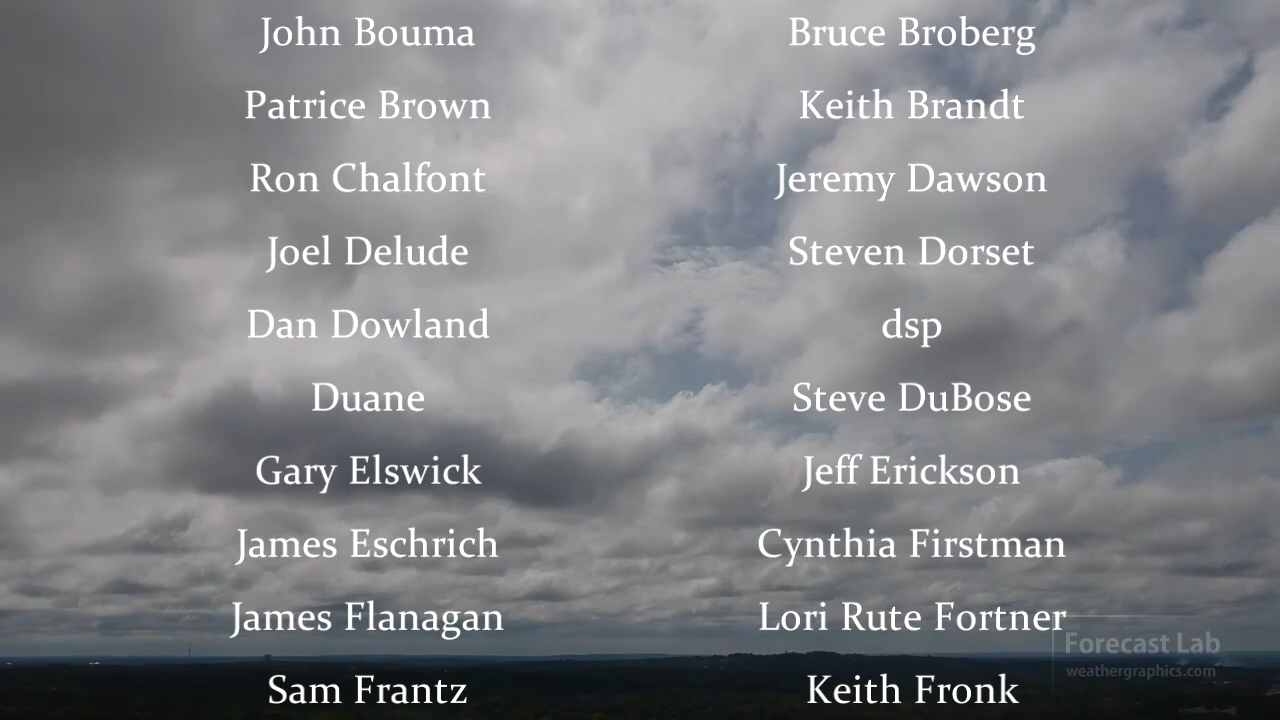 John Bouma Bruce Broberg
Patrice Brown Keith Brandt
Ron Chalfont Jeremy Dawson
Joel Delude Steven Dorset
Dan Dowland dsp
Duane Steve DuBose
Gary Elswick Jeff Erickson
James Eschrich Cynthia Firstman
James Flanagan Lori Rute Fortner
Forecast Lab
weathergraphics.com
Sam Frantz Keith Fronk